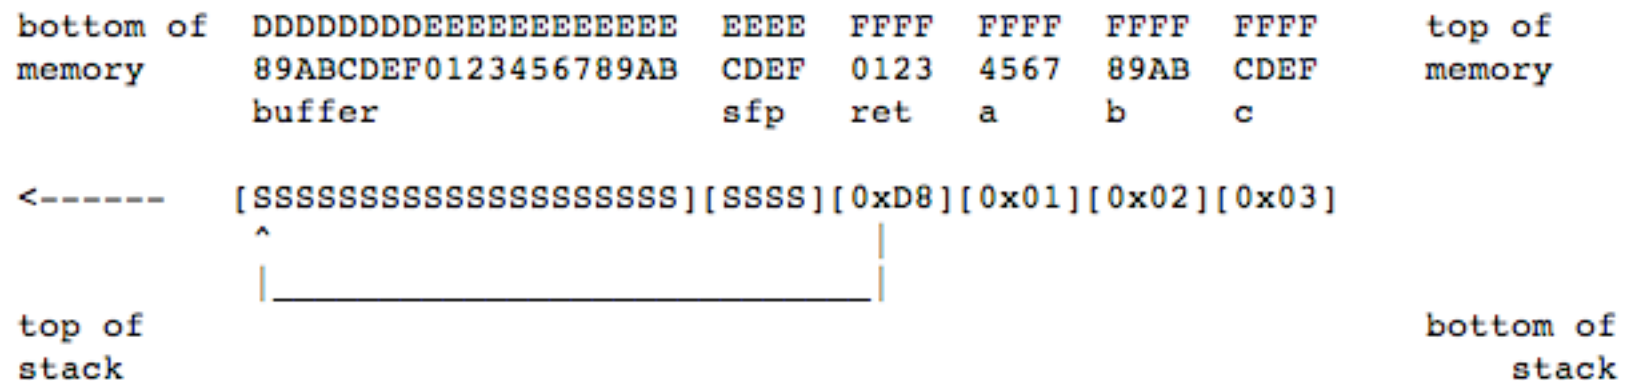 bottom of  DDDDDDDDEEEEEEEEEEEE  EEEE  FFFF  FFFF  FFFF  FFFF     top of
memory     89ABCDEF0123456789AB  CDEF  0123  4567  89AB  CDEF     memory
           buffer                sfp   ret   a     b     c
<------   [SSSSSSSSSSSSSSSSSSSS][SSSS][0xD8][0x01][0x02][0x03]
           ^                            |
           |____________________________|
top of                                                            bottom of
stack                                                                 stack